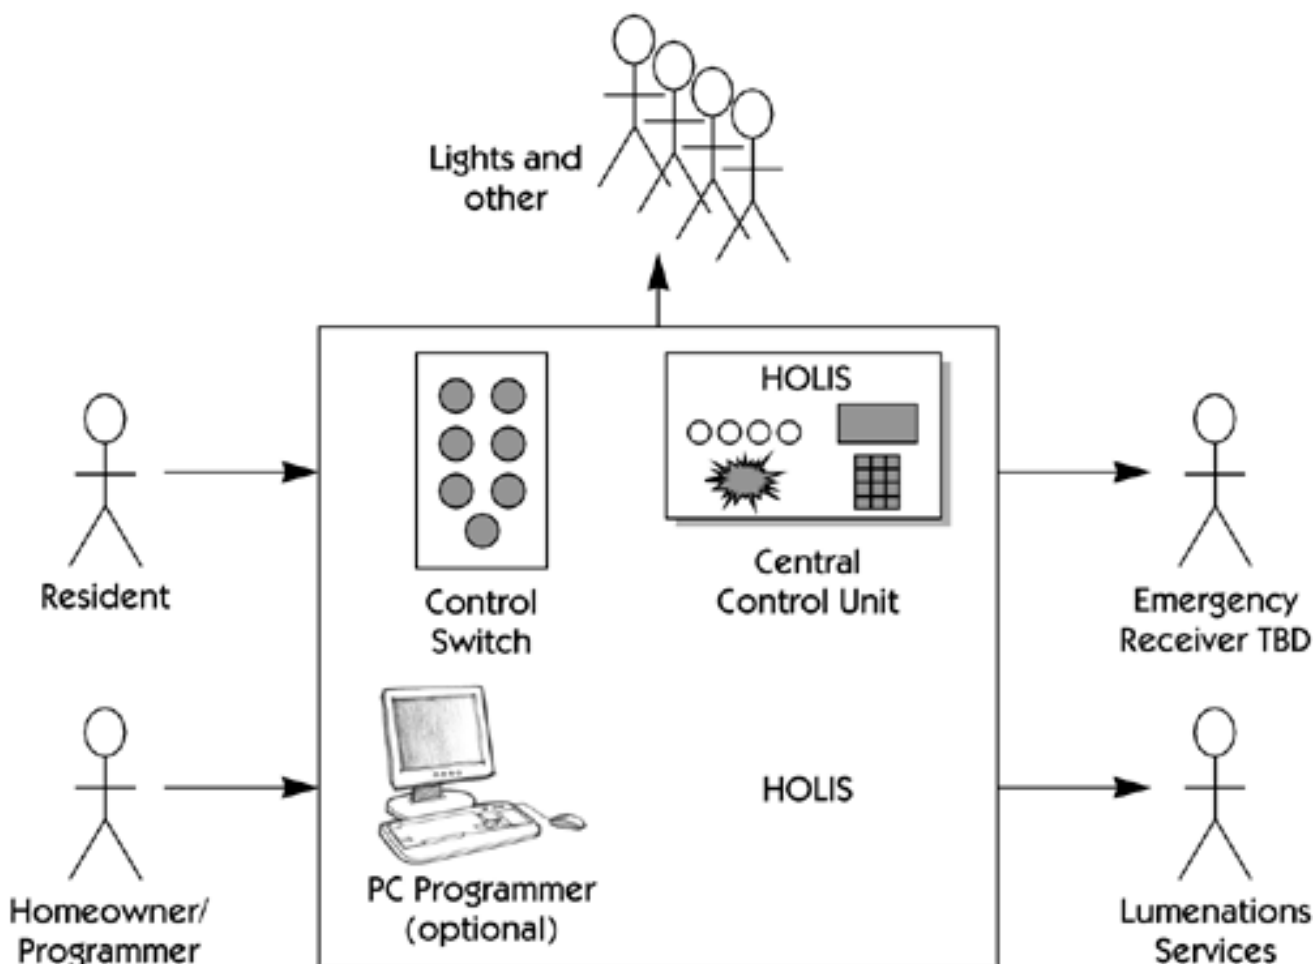 Lights and
other
HOLIS
Resident
Control
Switch
Central
Control Unit
Emergency
Receiver TBD
HOLIS
PC Programmer
(optional)
Homeowner/
Programmer
Lumenations
Services